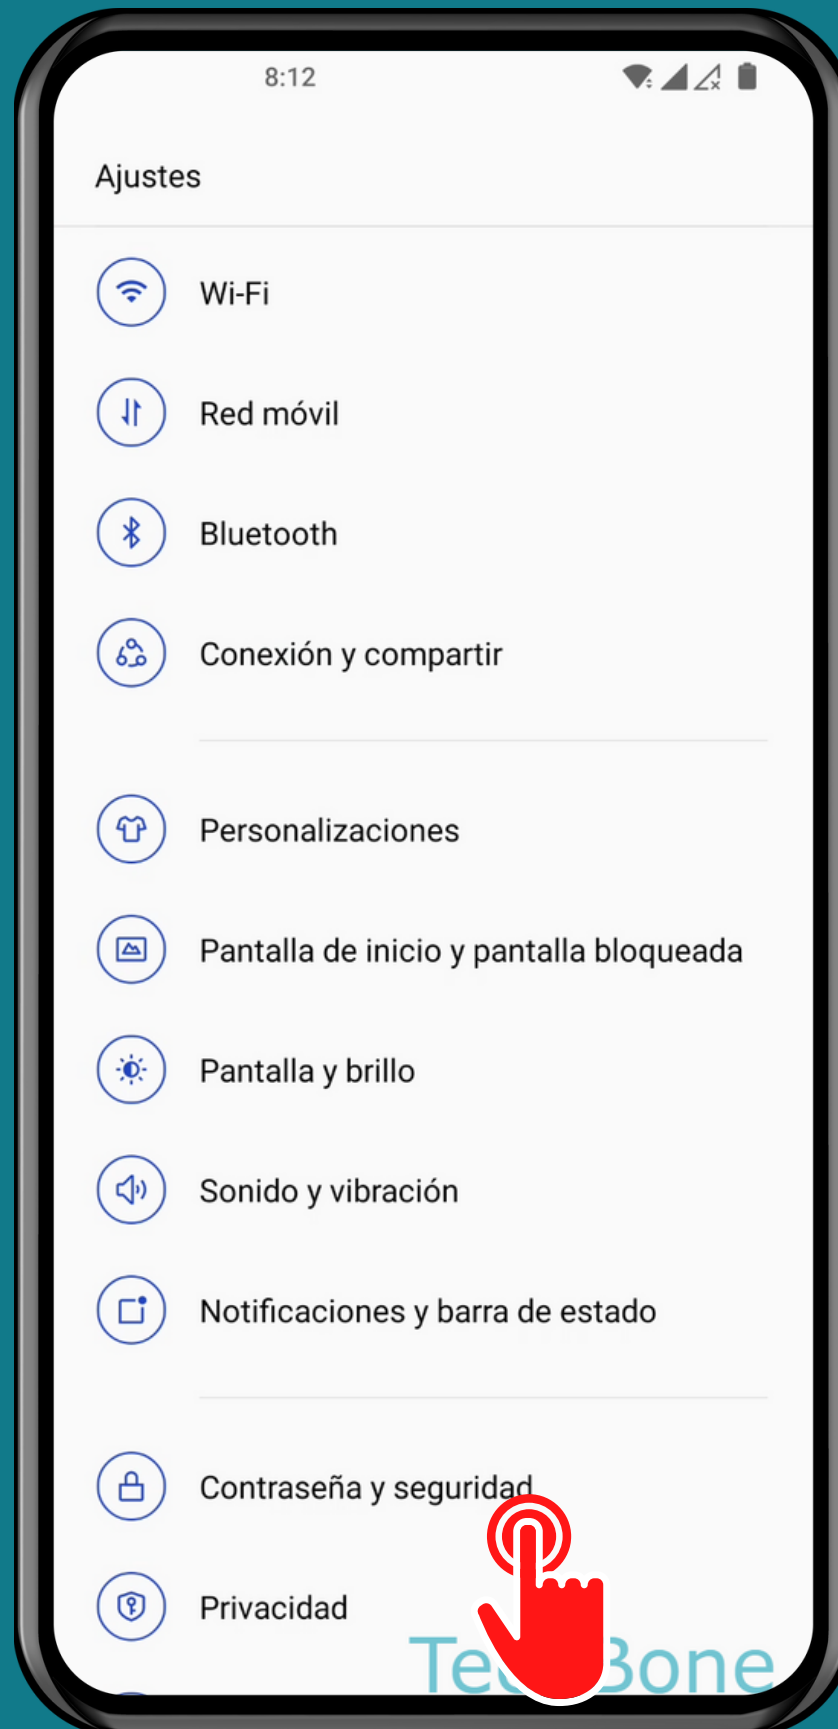 8:12
Ajustes
Wi-Fi
Red móvil
Bluetooth
Conexión y compartir
Personalizaciones
Pantalla de inicio y pantalla bloqueada
Pantalla y brillo
Sonido y vibración
Notificaciones y barra de estado
Contraseña y seguridad
Privacidad